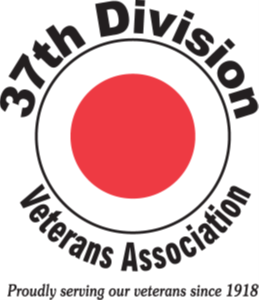 37th Division
Veterans Association
Proudly serving our veterans since 1918